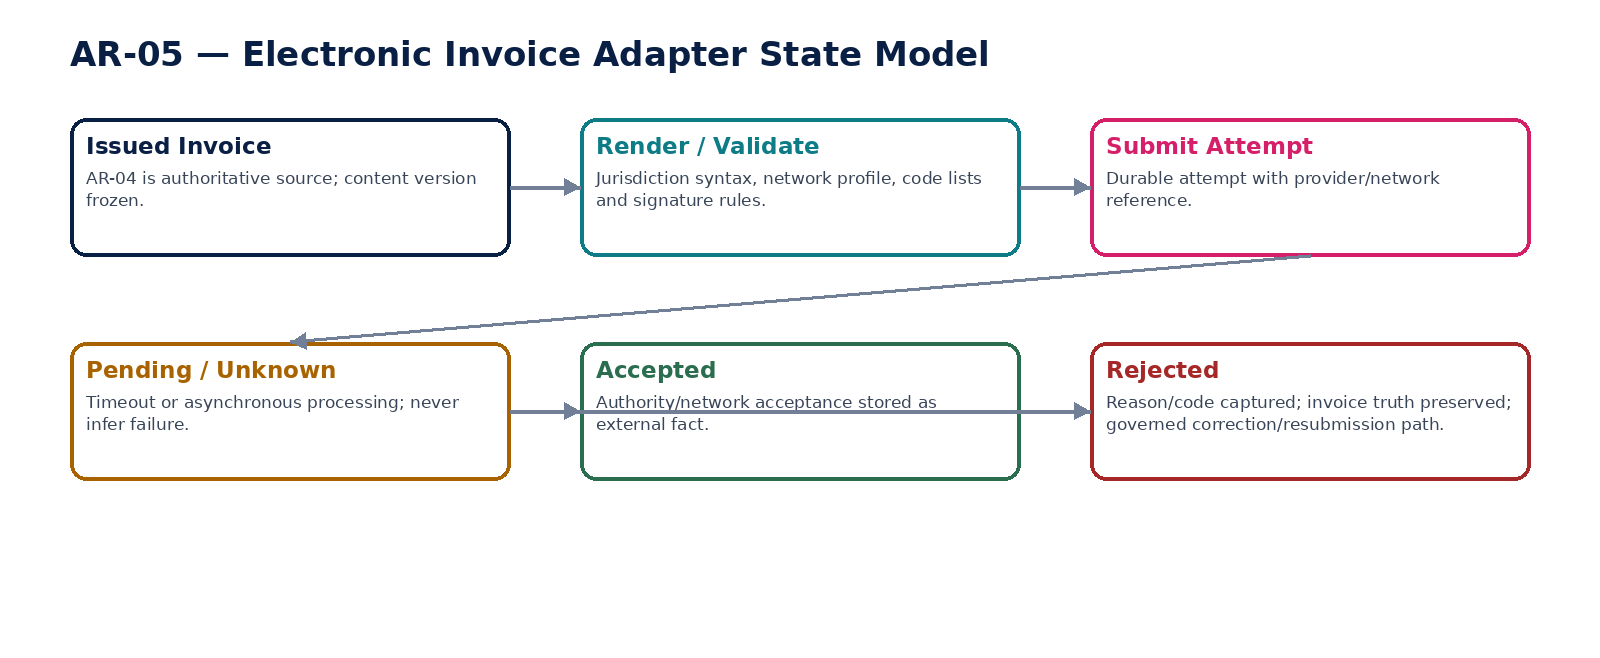 AR-05 — Electronic Invoice Adapter State Model
Issued Invoice
AR-04 is authoritative source; content version
frozen.
Render / Validate
Jurisdiction syntax, network profile, code lists
and signature rules.
Submit Attempt
Durable attempt with provider/network
reference.
Pending / Unknown
Timeout or asynchronous processing; never
infer failure.
Accepted
Authority/network acceptance stored as
external fact.
Rejected
Reason/code captured; invoice truth preserved;
governed correction/resubmission path.